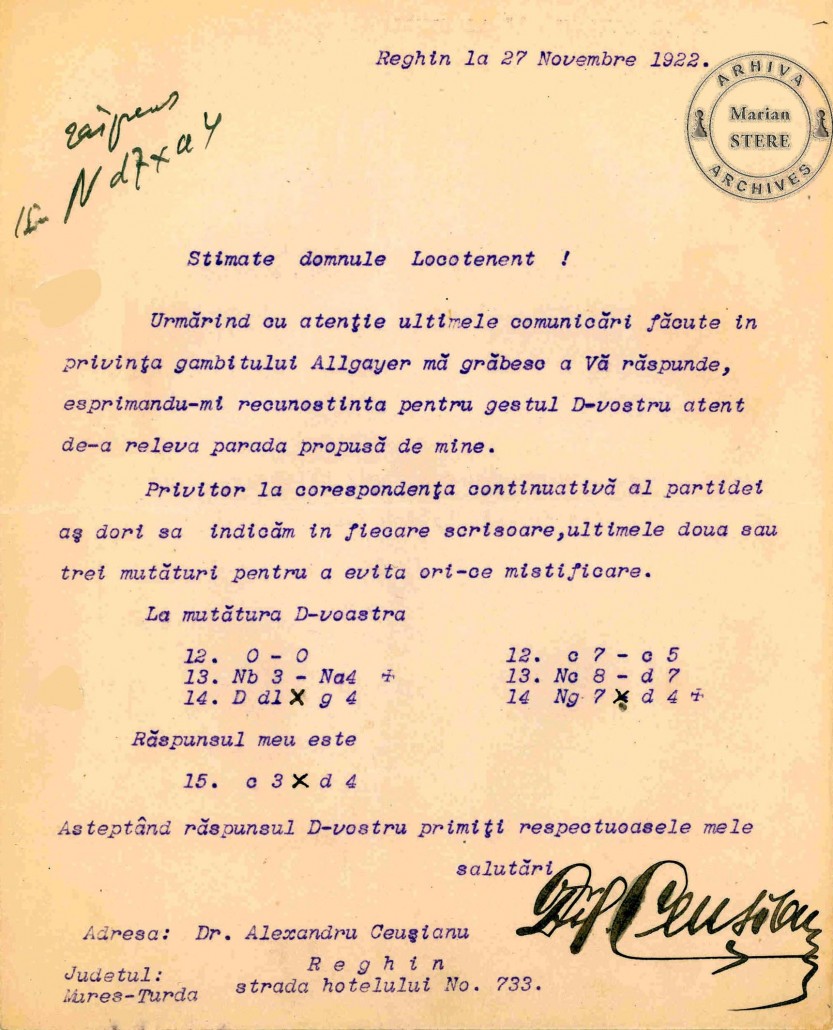 Reghin la 27 Novembre 1922.
ARHIVA
Marian
STERE
ARCHIVES
răspuns
N d7 x a 4
Stimate domnule Locotenent !
Urmărind cu atenţie ultimele comunicări făcute in
privinţa gambitului Allgayer mă grăbesc a Vă răspunde,
esprimandu-mi recunostinta pentru gestul D-vostru atent
de-a releva parada propusă de mine.
Privitor la corespondenţa continuativă al partidei
aş dori sa indicăm in fiecare scrisoare,ultimele doua sau
trei mutături pentru a evita ori-ce mistificare.
La mutătura D-voastra
12. O - O 12. c 7 - c 5
13. Nb 3 - Na4 + 13. Nc 8 - d 7
14. D d1 X g 4 14 Ng 7 X d 4 +
Răspunsul meu este
15. c 3 X d 4
Asteptând răspunsul D-vostru primiţi respectuoasele mele
salutări
Adresa: Dr. Alexandru Ceuşianu
Reghin
Judetul: strada hotelului No. 733.
Mures-Turda